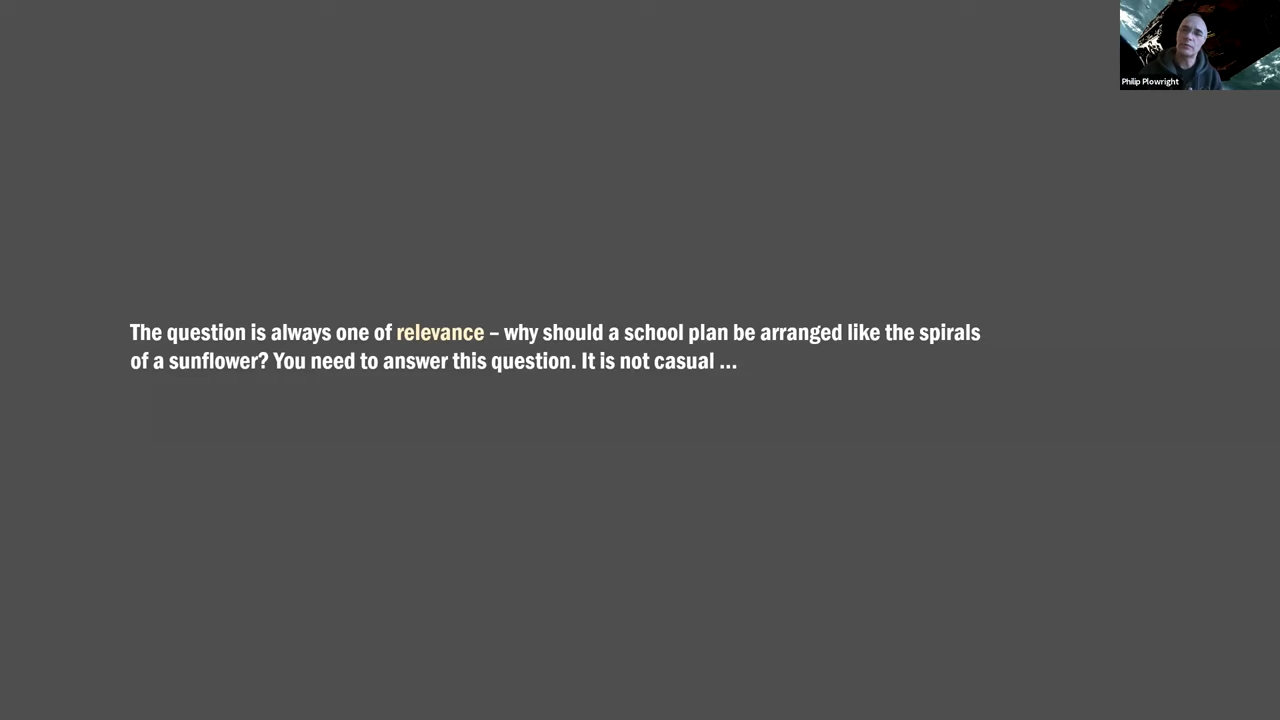 Philip Plowright
The question is always one of relevance – why should a school plan be arranged like the spirals
of a sunflower? You need to answer this question. It is not casual ...